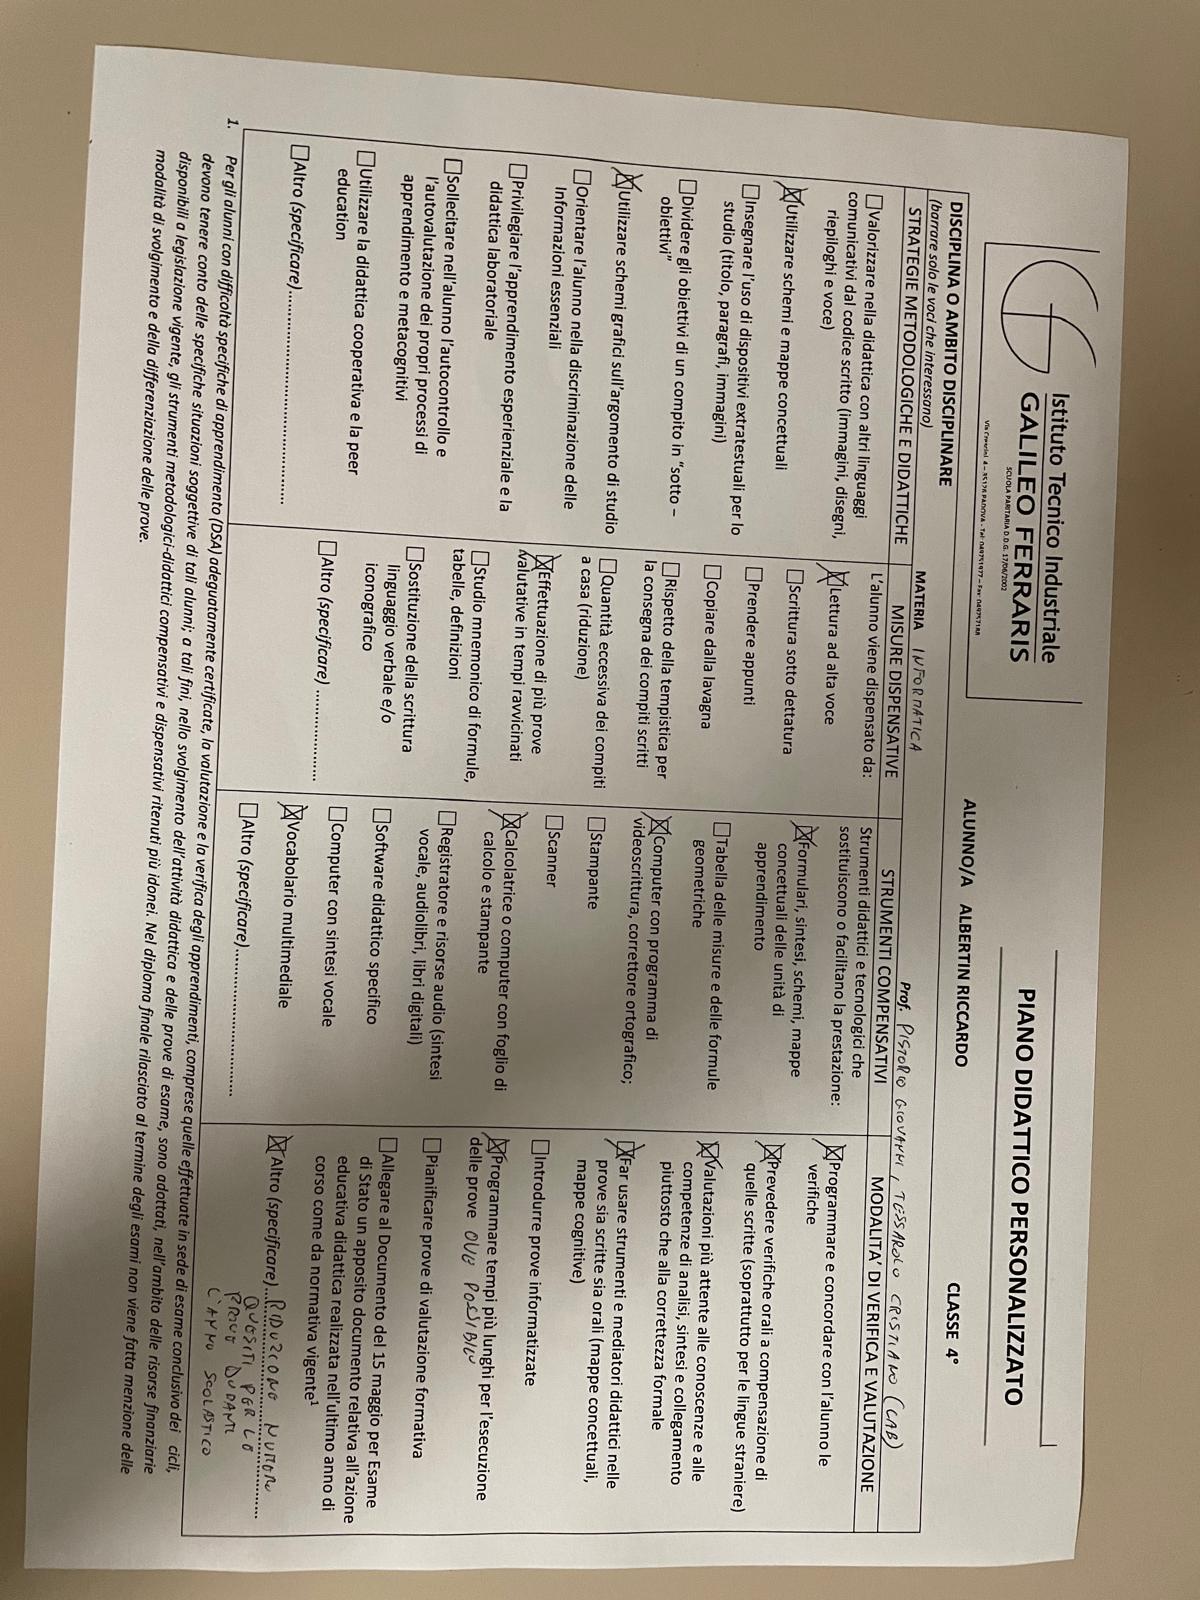 Istituto Tecnico Industriale
GALILEO FERRARIS
SCUOLA PARITARIA D.D.G. 17/06/2002
PIANO DIDATTICO PERSONALIZZATO
ALUNNO/A ALBERTIN RICCARDO
CLASSE 4°
DISCIPLINA O AMBITO DISCIPLINARE
(barrare solo le voci che interessano)
MATERIA INFORMATICA
Prof. PISTORIO GIOVANNI, TESSAROLO CRISTIANO (LAB)
STRATEGIE METODOLOGICHE E DIDATTICHE
☐Valorizzare nella didattica con altri linguaggi
comunicativi dal codice scritto (immagini, disegni,
riepiloghi e voce)
☒Utilizzare schemi e mappe concettuali
☐Insegnare l'uso di dispositivi extratestuali per lo
studio (titolo, paragrafi, immagini)
☐Dividere gli obiettivi di un compito in "sotto –
obiettivi"
☒Utilizzare schemi grafici sull'argomento di studio
☐Orientare l'alunno nella discriminazione delle
Informazioni essenziali
☐Privilegiare l'apprendimento esperienziale e la
didattica laboratoriale
☐Sollecitare nell'alunno l'autocontrollo e
l'autovalutazione dei propri processi di
apprendimento e metacognitivi
☐Utilizzare la didattica cooperativa e la peer
education
☐Altro (specificare)................................................
MISURE DISPENSATIVE
L'alunno viene dispensato da:
☒Lettura ad alta voce
☐Scrittura sotto dettatura
☐Prendere appunti
☐Copiare dalla lavagna
☐Rispetto della tempistica per
la consegna dei compiti scritti
☐Quantità eccessiva dei compiti
a casa (riduzione)
☒Effettuazione di più prove
valutative in tempi ravvicinati
☐Studio mnemonico di formule,
tabelle, definizioni
☐Sostituzione della scrittura
linguaggio verbale e/o
iconografico
☐Altro (specificare) ....................
STRUMENTI COMPENSATIVI
Strumenti didattici e tecnologici che
sostituiscono o facilitano la prestazione:
☒Formulari, sintesi, schemi, mappe
concettuali delle unità di
apprendimento
☐Tabella delle misure e delle formule
geometriche
☒Computer con programma di
videoscrittura, correttore ortografico;
☐Stampante
☐Scanner
☒Calcolatrice o computer con foglio di
calcolo e stampante
☐Registratore e risorse audio (sintesi
vocale, audiolibri, libri digitali)
☐Software didattico specifico
☐Computer con sintesi vocale
☒Vocabolario multimediale
☐Altro (specificare)................................
MODALITA' DI VERIFICA E VALUTAZIONE
☒Programmare e concordare con l'alunno le
verifiche
☒Prevedere verifiche orali a compensazione di
quelle scritte (soprattutto per le lingue straniere)
☒Valutazioni più attente alle conoscenze e alle
competenze di analisi, sintesi e collegamento
piuttosto che alla correttezza formale
☒Far usare strumenti e mediatori didattici nelle
prove sia scritte sia orali (mappe concettuali,
mappe cognitive)
☐Introdurre prove informatizzate
☒Programmare tempi più lunghi per l'esecuzione
delle prove OVE POSSIBILE
☐Pianificare prove di valutazione formativa
☐Allegare al Documento del 15 maggio per Esame
di Stato un apposito documento relativa all'azione
educativa didattica realizzata nell'ultimo anno di
corso come da normativa vigente¹
☒Altro (specificare)... RIDUZIONE NUMERO
QUESITI PER LE
PROVE DURANTE
L'ANNO SCOLASTICO
1. Per gli alunni con difficoltà specifiche di apprendimento (DSA) adeguatamente certificate, la valutazione e la verifica degli apprendimenti, comprese quelle effettuate in sede di esame conclusivo dei cicli,
devono tenere conto delle specifiche situazioni soggettive di tali alunni; a tali fini, nello svolgimento dell'attività didattica e delle prove di esame, sono adottati, nell'ambito delle risorse finanziarie
disponibili a legislazione vigente, gli strumenti metodologici-didattici compensativi e dispensativi ritenuti più idonei. Nel diploma finale rilasciato al termine degli esami non viene fatta menzione delle
modalità di svolgimento e della differenziazione delle prove.